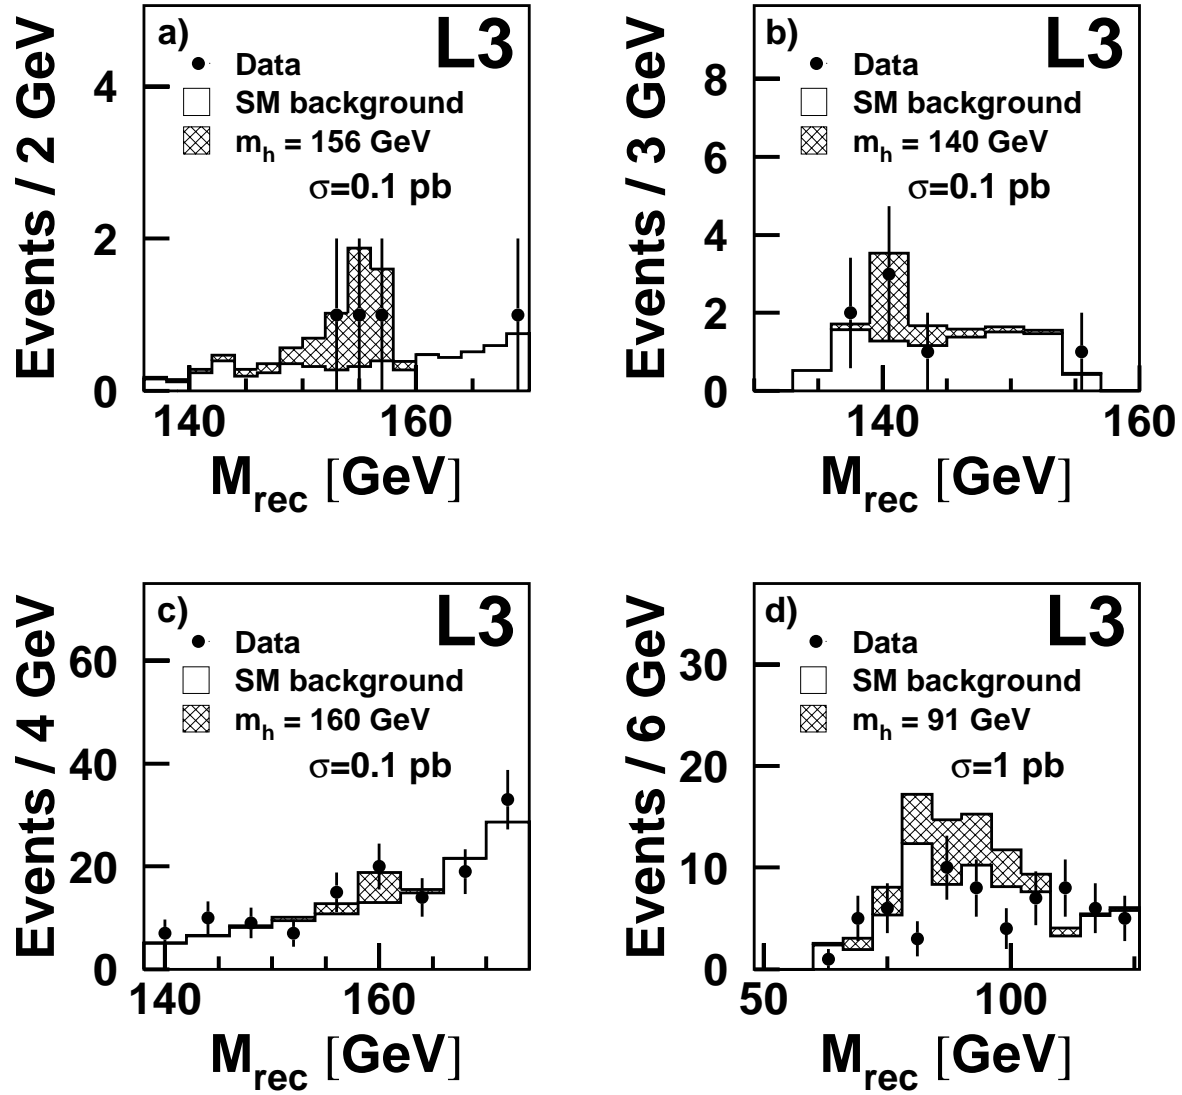 a)
L3
Data
SM background
m_h = 156 GeV
σ=0.1 pb
Events / 2 GeV
4
2
0
140 160
M_rec [GeV]
b)
L3
Data
SM background
m_h = 140 GeV
σ=0.1 pb
Events / 3 GeV
8
6
4
2
0
140 160
M_rec [GeV]
c)
L3
Data
SM background
m_h = 160 GeV
σ=0.1 pb
Events / 4 GeV
60
40
20
0
140 160
M_rec [GeV]
d)
L3
Data
SM background
m_h = 91 GeV
σ=1 pb
Events / 6 GeV
30
20
10
0
50 100
M_rec [GeV]